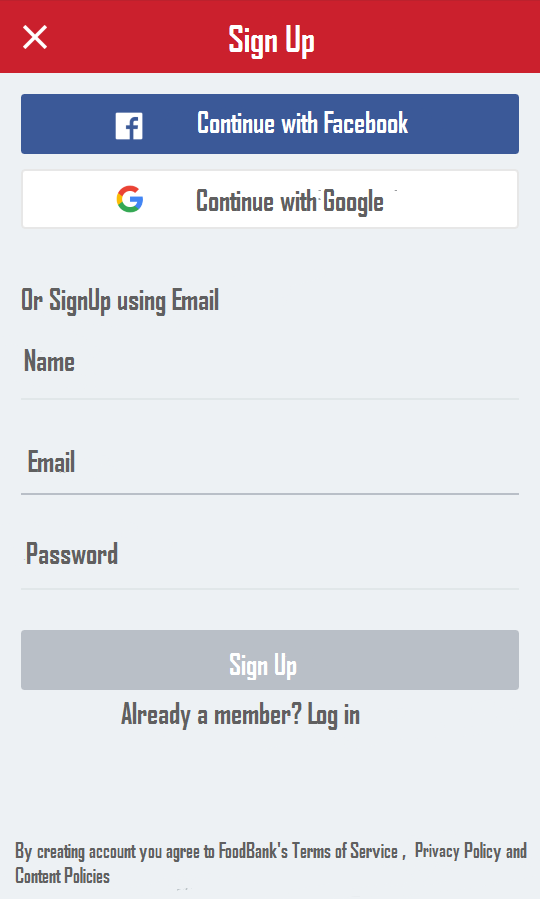 Sign Up
Continue with Facebook
Continue with Google
Or SignUp using Email
Name
Email
Password
Sign Up
Already a member? Log in
By creating account you agree to FoodBank's Terms of Service , Privacy Policy and
Content Policies